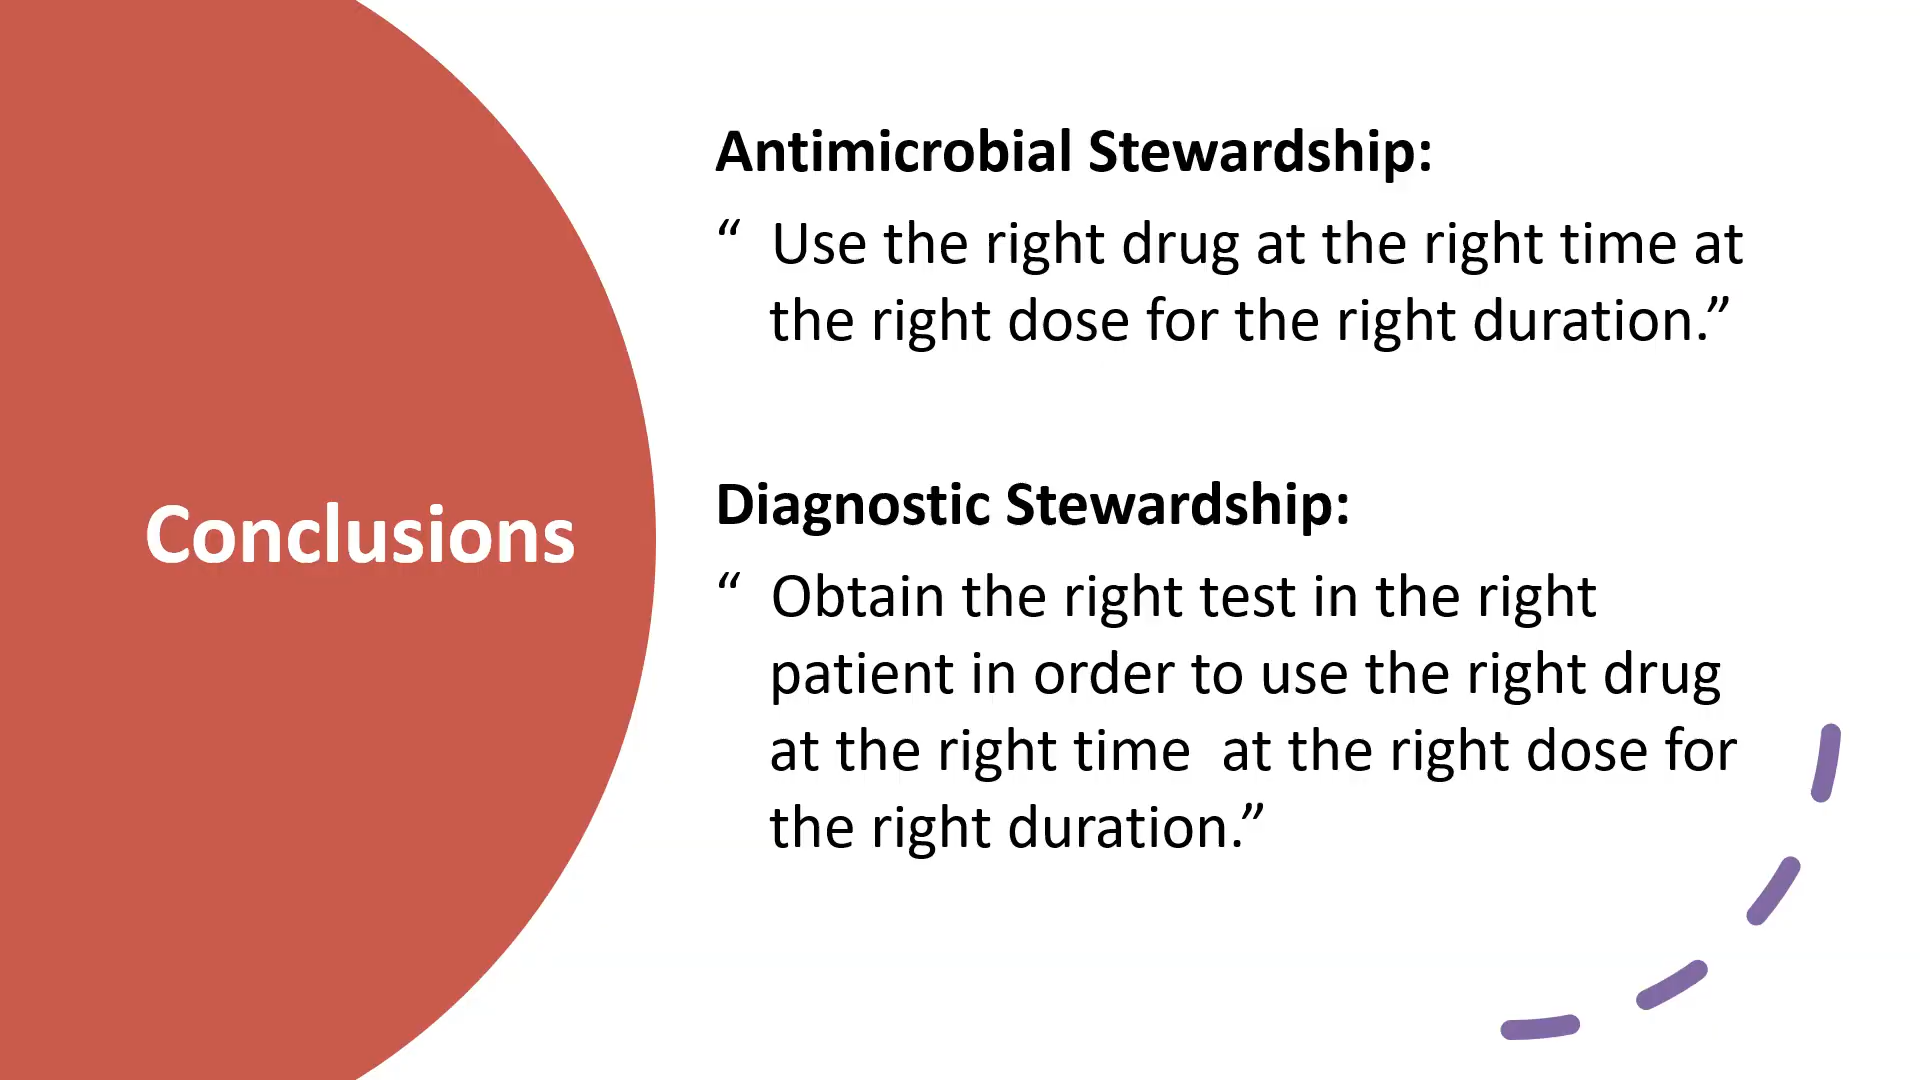 Conclusions
Antimicrobial Stewardship:
“ Use the right drug at the right time at
the right dose for the right duration.”
Diagnostic Stewardship:
“ Obtain the right test in the right
patient in order to use the right drug
at the right time  at the right dose for
the right duration.”